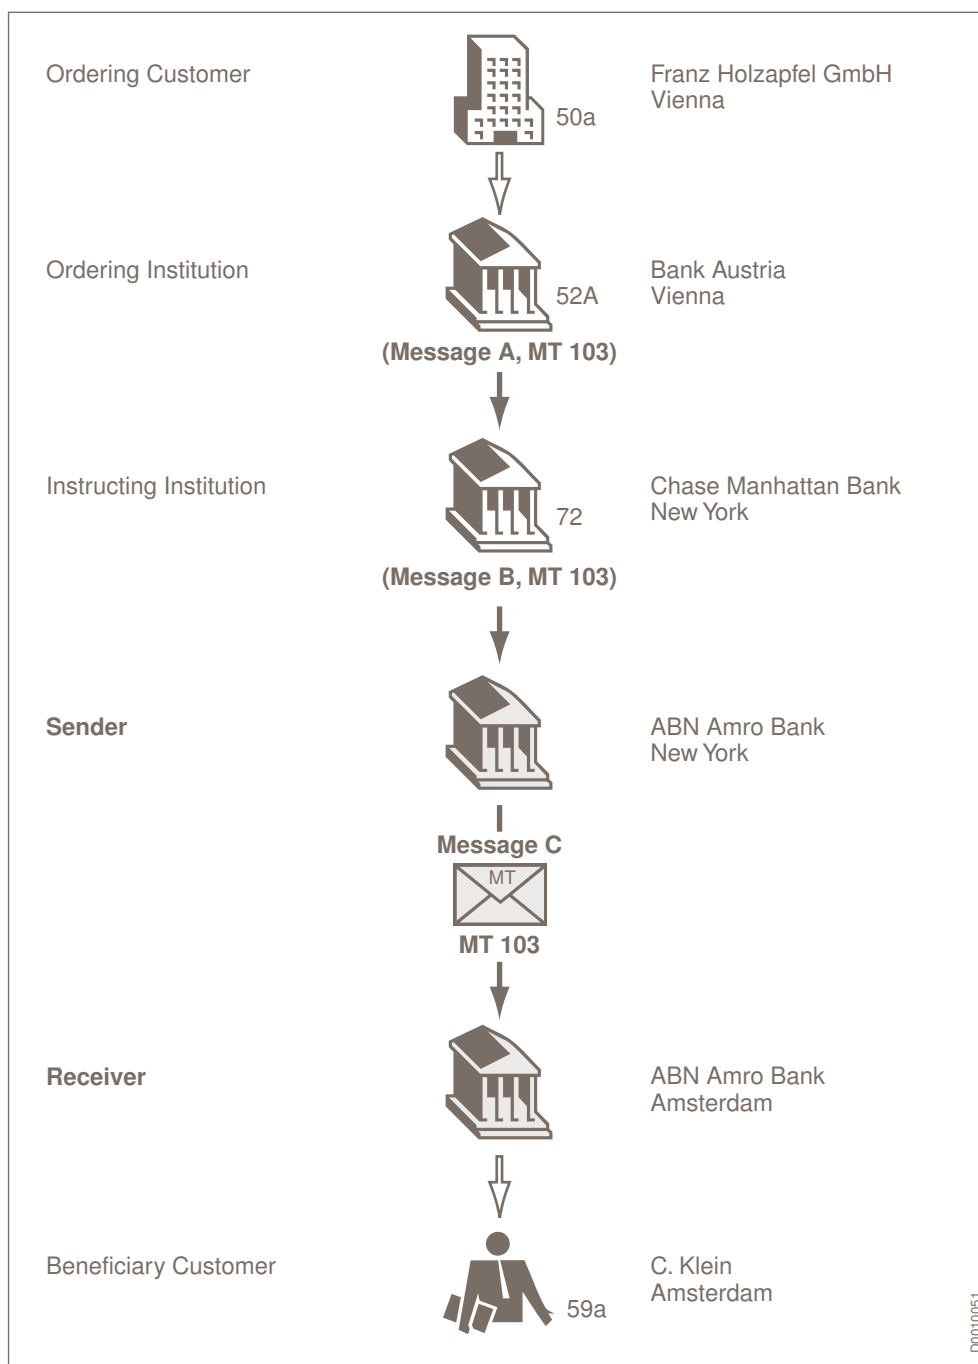 Ordering Customer
50a
Franz Holzapfel GmbH
Vienna
Ordering Institution
52A
Bank Austria
Vienna
(Message A, MT 103)
Instructing Institution
72
Chase Manhattan Bank
New York
(Message B, MT 103)
Sender
ABN Amro Bank
New York
Message C
MT
MT 103
Receiver
ABN Amro Bank
Amsterdam
Beneficiary Customer
59a
C. Klein
Amsterdam
D0010051